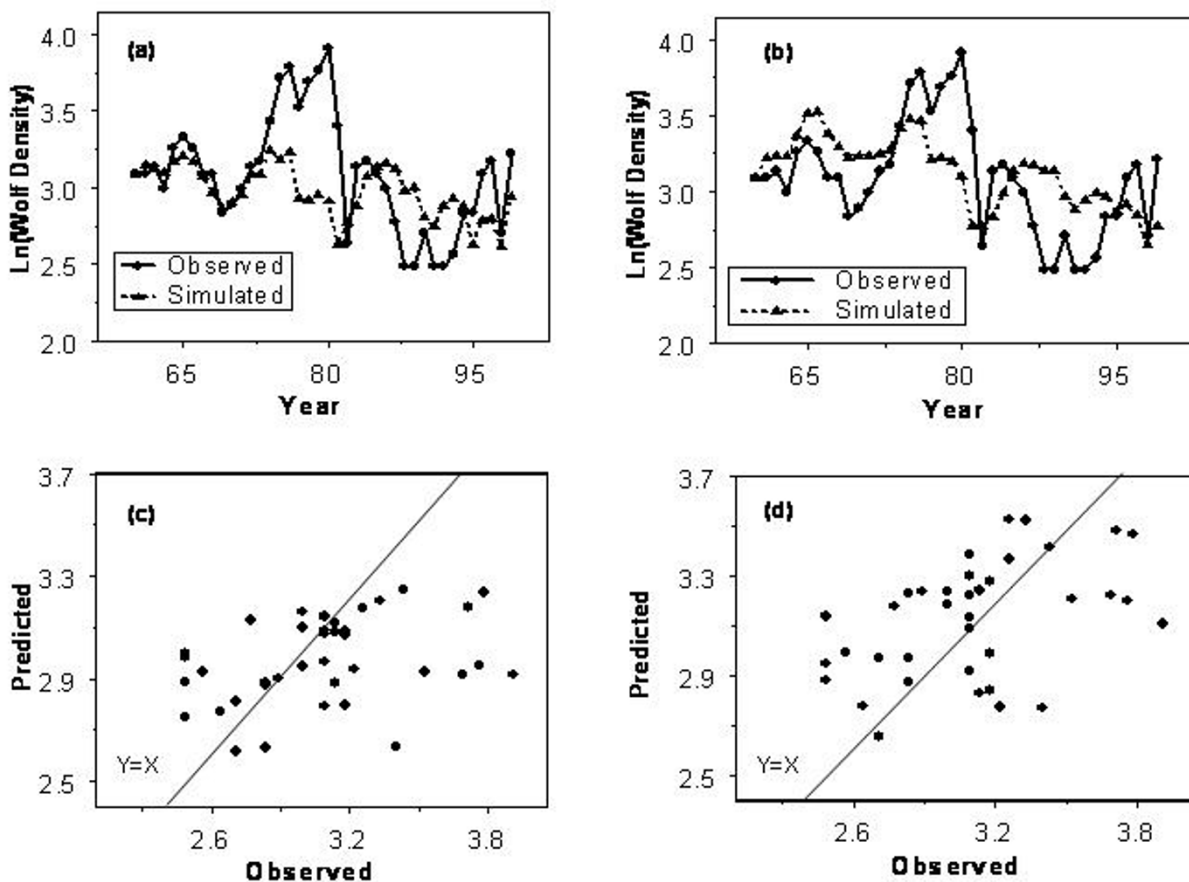 (a)
Ln(Wolf Density)
4.0
3.5
3.0
2.5
2.0
Observed
Simulated
65
80
95
Year
(b)
Ln(Wolf Density)
4.0
3.5
3.0
2.5
2.0
Observed
Simulated
65
80
95
Year
(c)
Predicted
3.7
3.3
2.9
2.5
Y=X
2.6
3.2
3.8
Observed
(d)
Predicted
3.7
3.3
2.9
2.5
Y=X
2.6
3.2
3.8
Observed